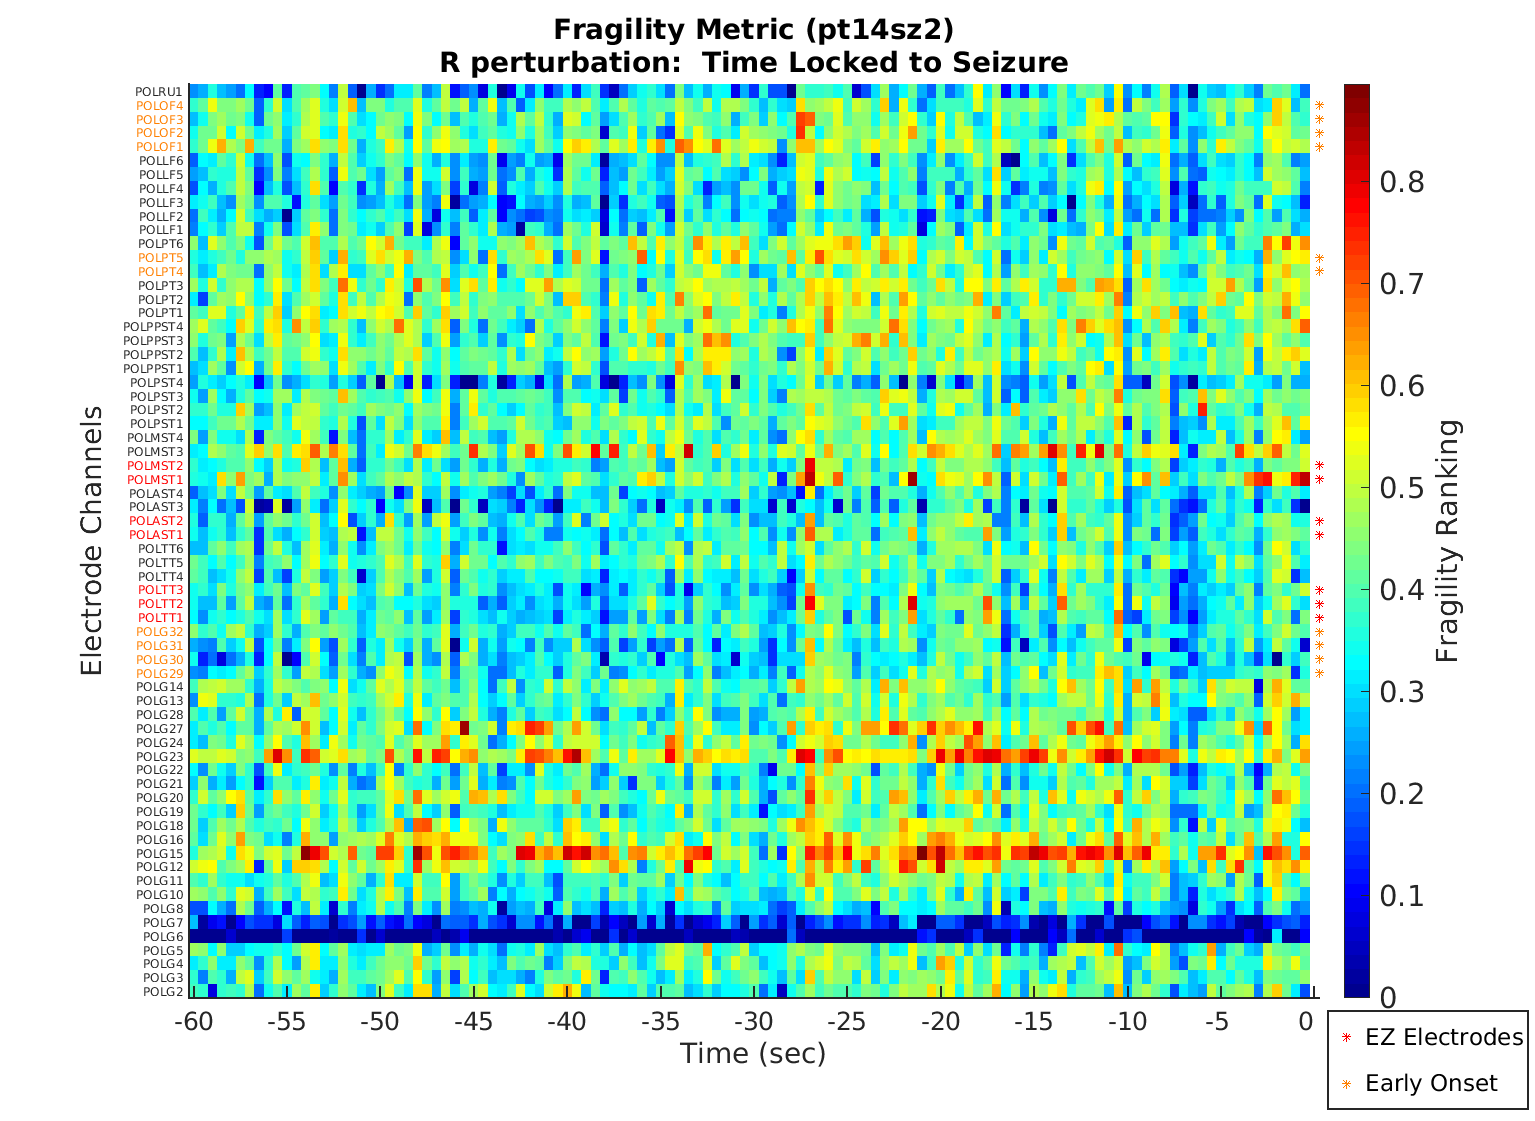 Fragility Metric (pt14sz2)
R perturbation:  Time Locked to Seizure
Electrode Channels
POLRU1
POLOF4
POLOF3
POLOF2
POLOF1
POLLF6
POLLF5
POLLF4
POLLF3
POLLF2
POLLF1
POLPT6
POLPT5
POLPT4
POLPT3
POLPT2
POLPT1
POLPPST4
POLPPST3
POLPPST2
POLPPST1
POLPST4
POLPST3
POLPST2
POLPST1
POLMST4
POLMST3
POLMST2
POLMST1
POLAST4
POLAST3
POLAST2
POLAST1
POLTT6
POLTT5
POLTT4
POLTT3
POLTT2
POLTT1
POLG32
POLG31
POLG30
POLG29
POLG14
POLG13
POLG28
POLG27
POLG24
POLG23
POLG22
POLG21
POLG20
POLG19
POLG18
POLG16
POLG15
POLG12
POLG11
POLG10
POLG8
POLG7
POLG6
POLG5
POLG4
POLG3
POLG2
-60 -55 -50 -45 -40 -35 -30 -25 -20 -15 -10 -5 0
Time (sec)
0.8
0.7
0.6
0.5
0.4
0.3
0.2
0.1
0
Fragility Ranking
EZ Electrodes
Early Onset